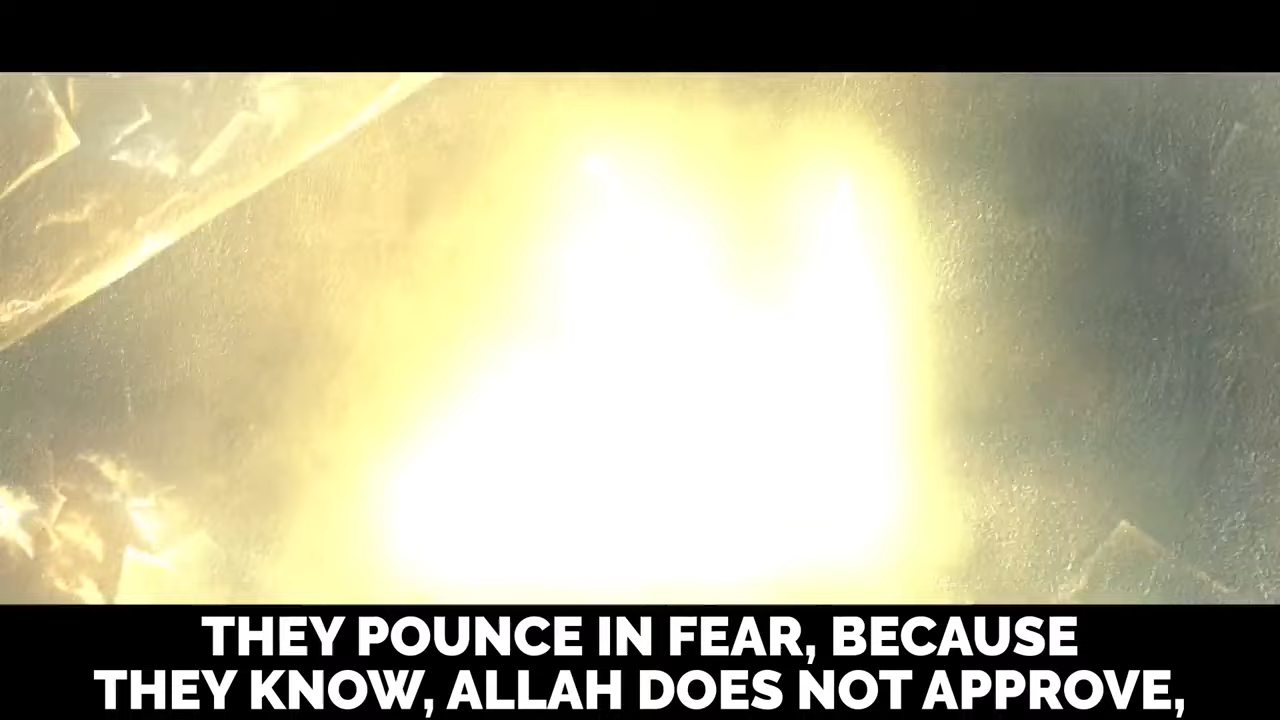 THEY POUNCE IN FEAR, BECAUSE
THEY KNOW, ALLAH DOES NOT APPROVE,